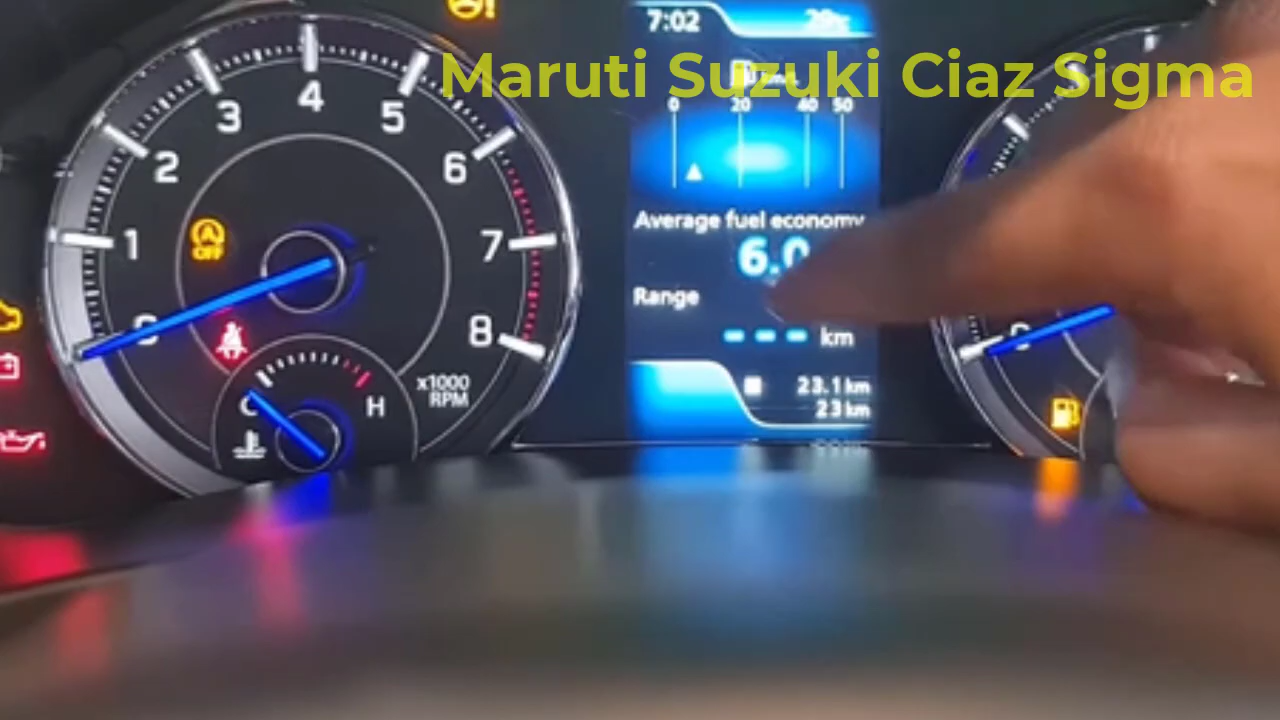 7:02
Maruti Suzuki Ciaz Sigma
0 20 40 50
Average fuel economy
6.0
Range
--- km
23.1 km
23 km
1 2 3 4 5 6 7 8
x1000
RPM
OFF
C H